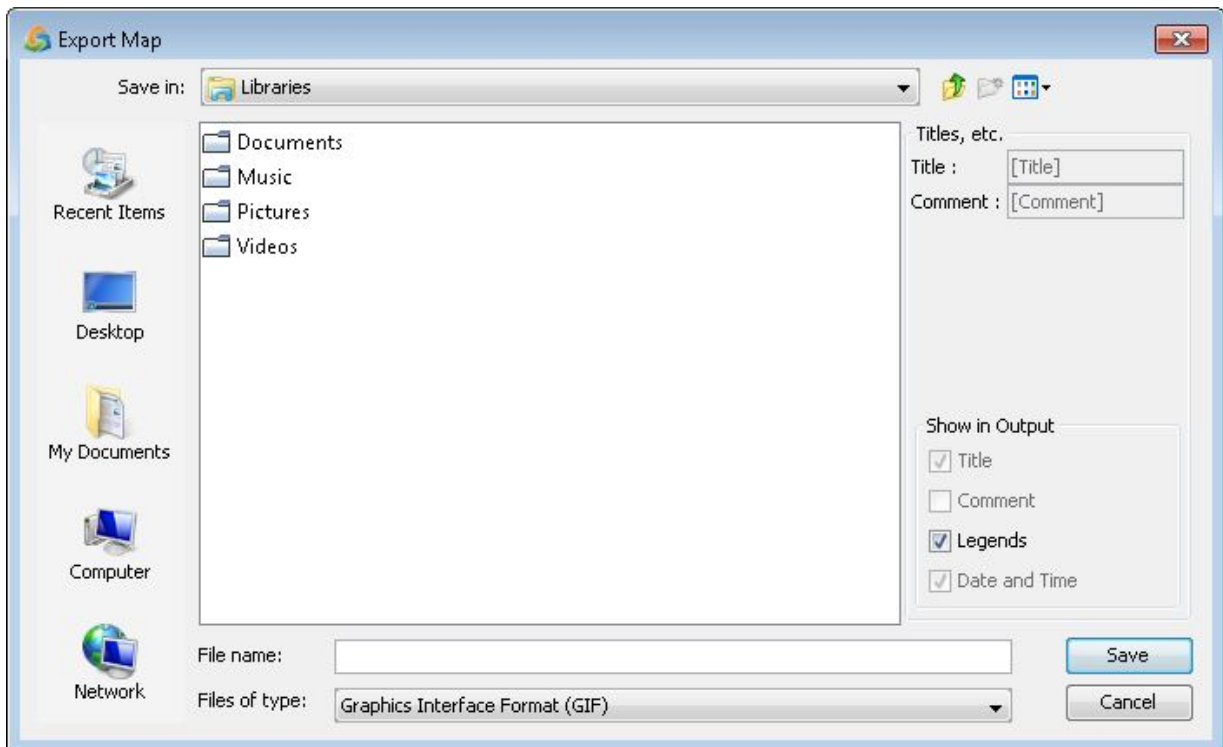 Export Map
Save in:
Libraries
Recent Items
Desktop
My Documents
Computer
Network
Documents
Music
Pictures
Videos
Titles, etc.
Title : [Title]
Comment : [Comment]
Show in Output
Title
Comment
Legends
Date and Time
File name:
Save
Files of type: Graphics Interface Format (GIF)
Cancel